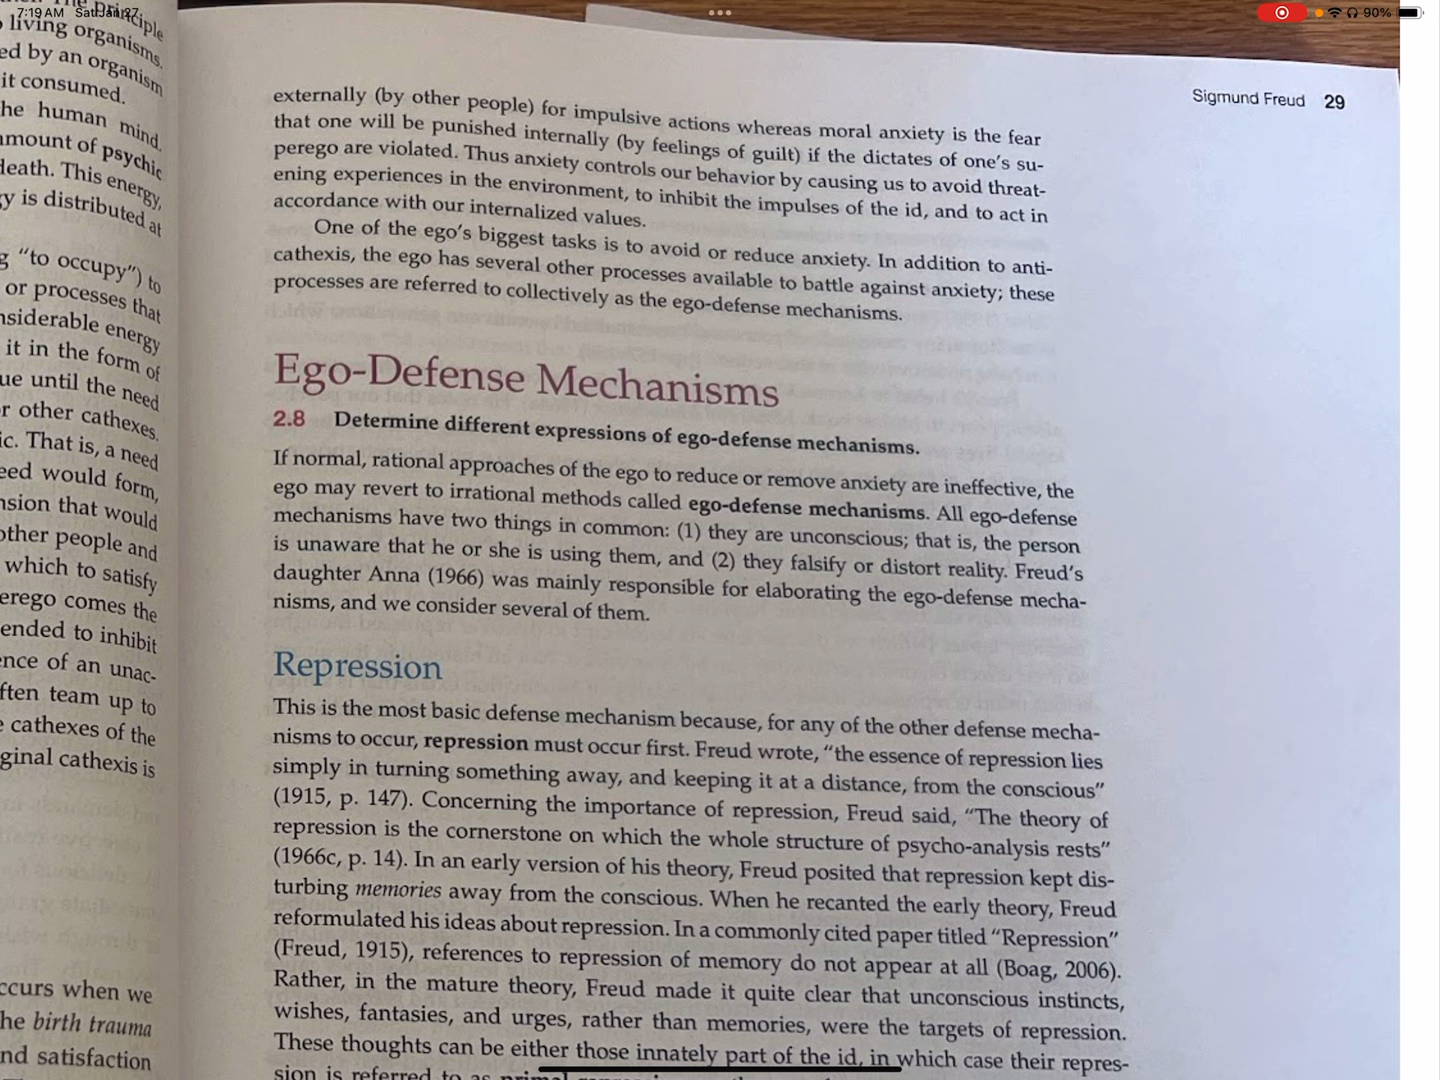 7:19 AM Sat Jan 27
90%
Principle
living organisms.
ed by an organism
it consumed.
he human mind.
mount of psychic
death. This energy,
y is distributed at
g "to occupy") to
or processes that
nsiderable energy
it in the form of
ue until the need
r other cathexes.
ic. That is, a need
eed would form,
nsion that would
other people and
which to satisfy
erego comes the
ended to inhibit
ence of an unac-
ften team up to
e cathexes of the
ginal cathexis is
ccurs when we
he birth trauma
nd satisfaction
Sigmund Freud 29
externally (by other people) for impulsive actions whereas moral anxiety is the fear
that one will be punished internally (by feelings of guilt) if the dictates of one's su-
perego are violated. Thus anxiety controls our behavior by causing us to avoid threat-
ening experiences in the environment, to inhibit the impulses of the id, and to act in
accordance with our internalized values.
One of the ego's biggest tasks is to avoid or reduce anxiety. In addition to anti-
cathexis, the ego has several other processes available to battle against anxiety; these
processes are referred to collectively as the ego-defense mechanisms.
Ego-Defense Mechanisms
2.8 Determine different expressions of ego-defense mechanisms.
If normal, rational approaches of the ego to reduce or remove anxiety are ineffective, the
ego may revert to irrational methods called ego-defense mechanisms. All ego-defense
mechanisms have two things in common: (1) they are unconscious; that is, the person
is unaware that he or she is using them, and (2) they falsify or distort reality. Freud's
daughter Anna (1966) was mainly responsible for elaborating the ego-defense mecha-
nisms, and we consider several of them.
Repression
This is the most basic defense mechanism because, for any of the other defense mecha-
nisms to occur, repression must occur first. Freud wrote, "the essence of repression lies
simply in turning something away, and keeping it at a distance, from the conscious"
(1915, p. 147). Concerning the importance of repression, Freud said, "The theory of
repression is the cornerstone on which the whole structure of psycho-analysis rests"
(1966c, p. 14). In an early version of his theory, Freud posited that repression kept dis-
turbing memories away from the conscious. When he recanted the early theory, Freud
reformulated his ideas about repression. In a commonly cited paper titled "Repression"
(Freud, 1915), references to repression of memory do not appear at all (Boag, 2006).
Rather, in the mature theory, Freud made it quite clear that unconscious instincts,
wishes, fantasies, and urges, rather than memories, were the targets of repression.
These thoughts can be either those innately part of the id, in which case their repres-
sion is referred to as primal